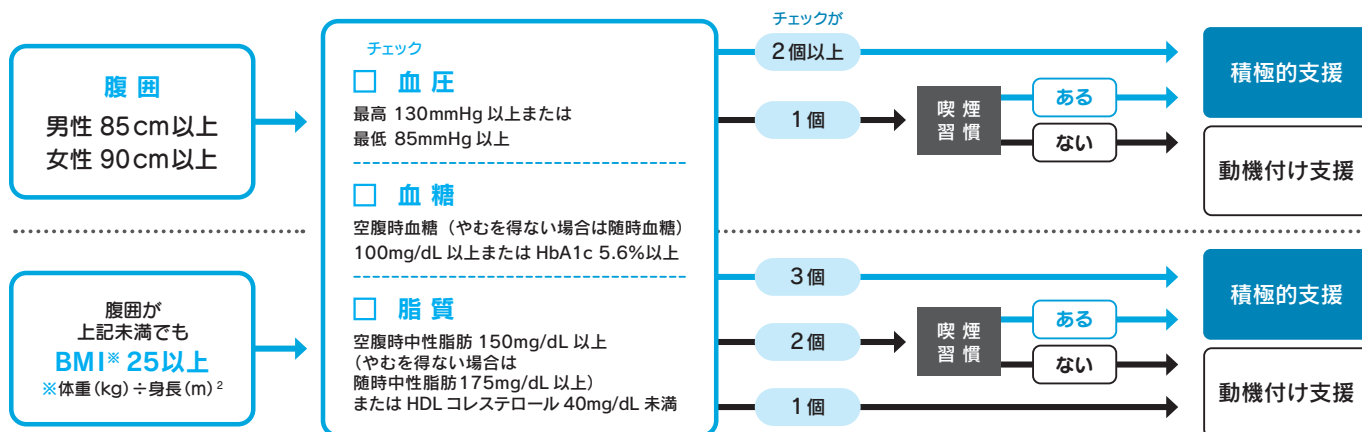 腹囲
男性 85cm以上
女性 90cm以上
チェック
□ 血圧
最高 130mmHg 以上または
最低 85mmHg 以上
□ 血糖
空腹時血糖（やむを得ない場合は随時血糖）
100mg/dL 以上または HbA1c 5.6%以上
□ 脂質
空腹時中性脂肪 150mg/dL 以上
（やむを得ない場合は
随時中性脂肪175mg/dL 以上）
または HDL コレステロール 40mg/dL 未満
チェックが
2個以上
1個
喫煙
習慣
ある
ない
積極的支援
動機付け支援
腹囲が
上記未満でも
BMI※ 25以上
※体重(kg)÷身長(m)²
3個
2個
1個
喫煙
習慣
ある
ない
積極的支援
動機付け支援